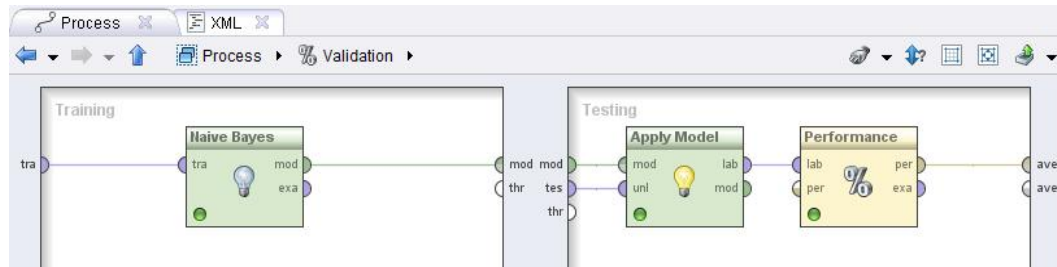 Process XML
Process Validation
Training Testing
Naive Bayes Apply Model Performance
tra tra mod mod mod mod lab lab per ave
exa thr tes unl mod per exa ave
thr